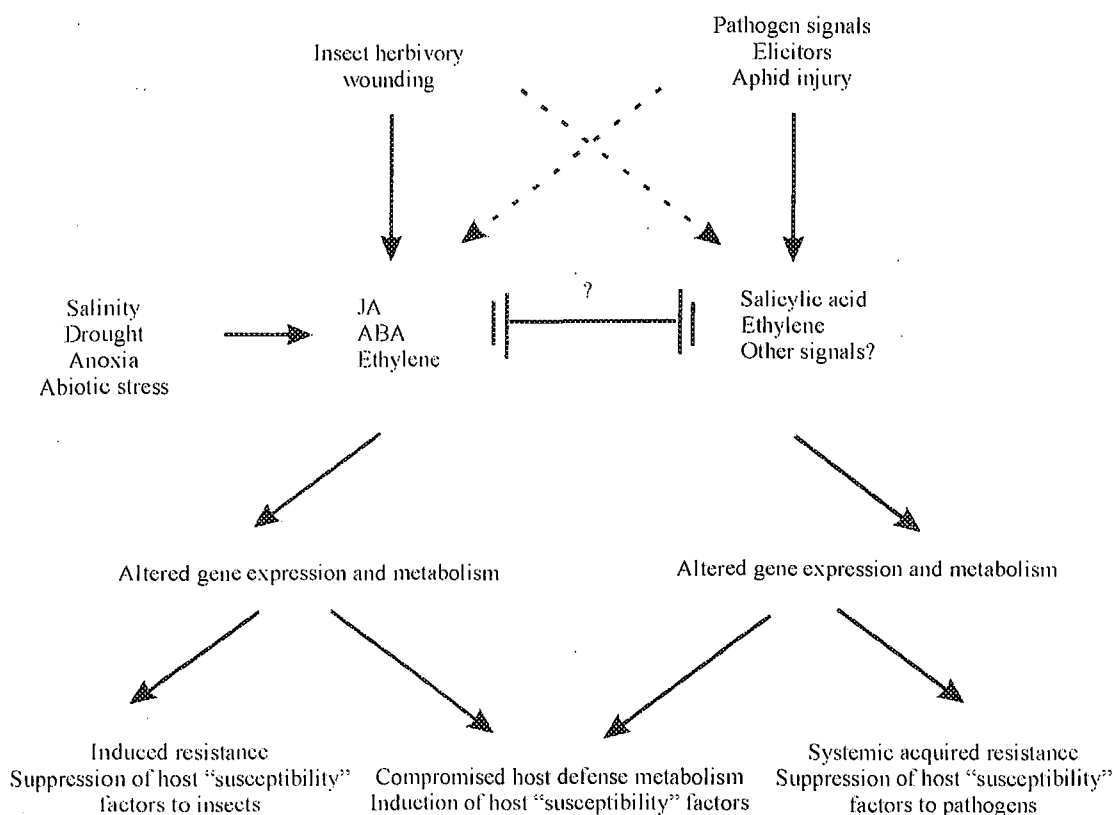 Insect herbivory
wounding
Pathogen signals
Elicitors
Aphid injury
?
Salinity
Drought
Anoxia
Abiotic stress
JA
ABA
Ethylene
Salicylic acid
Ethylene
Other signals?
Altered gene expression and metabolism
Altered gene expression and metabolism
Induced resistance
Suppression of host “susceptibility”
factors to insects
Compromised host defense metabolism
Induction of host “susceptibility” factors
Systemic acquired resistance
Suppression of host “susceptibility”
factors to pathogens